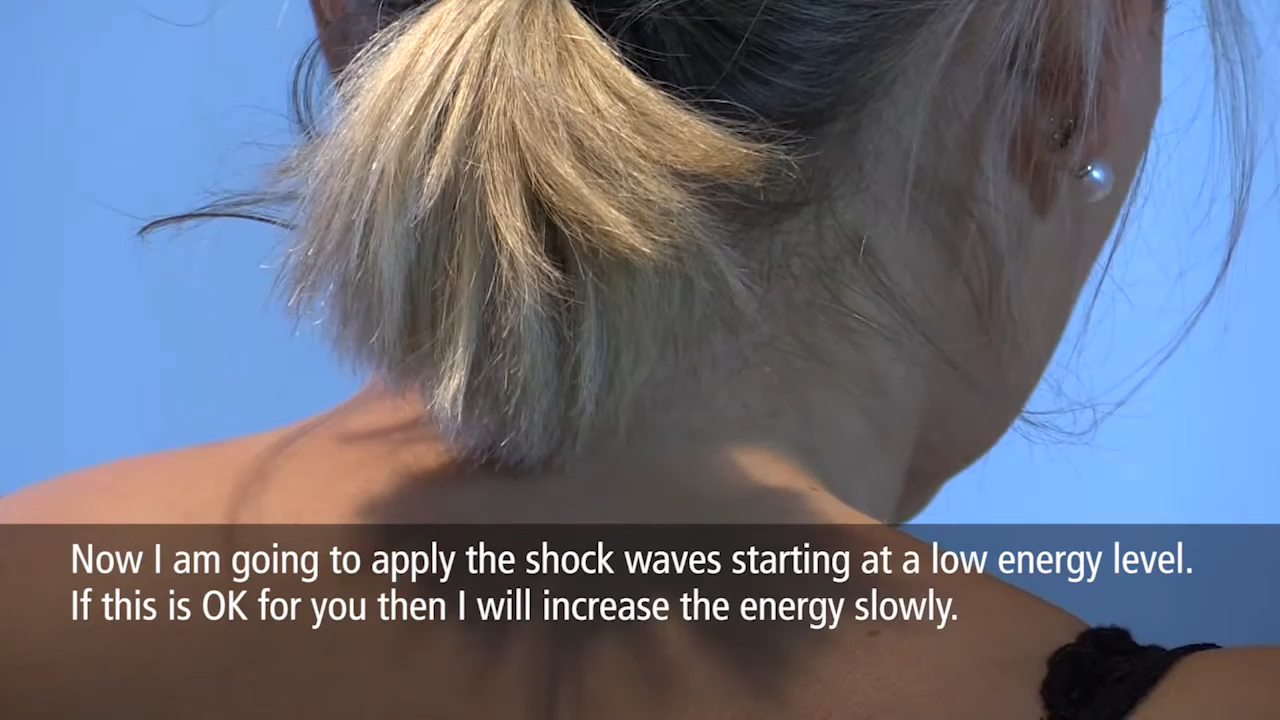 Now I am going to apply the shock waves starting at a low energy level.
If this is OK for you then I will increase the energy slowly.